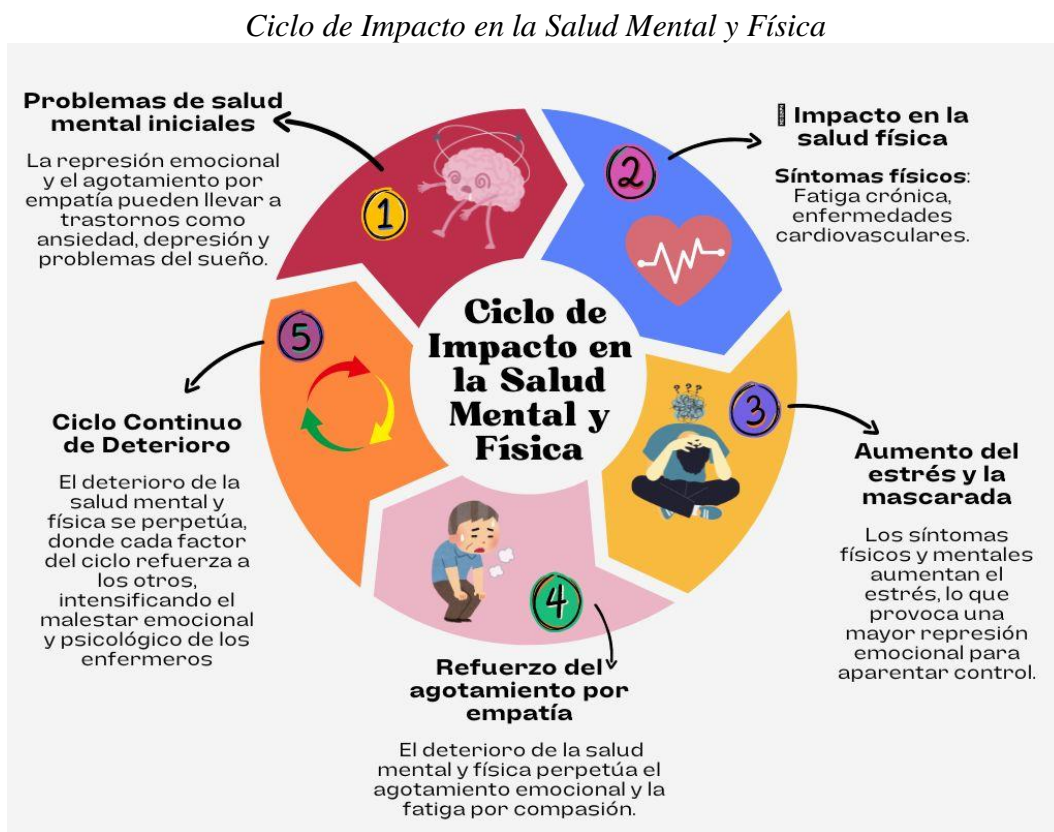 Ciclo de Impacto en la Salud Mental y Física
Problemas de salud
mental iniciales
La represión emocional
y el agotamiento por
empatía pueden llevar a
trastornos como
ansiedad, depresión y
problemas del sueño.
1
2
Impacto en la
salud física
Síntomas físicos:
Fatiga crónica,
enfermedades
cardiovasculares.
Ciclo de
Impacto en
la Salud
Mental y
Física
3
Aumento del
estrés y la
mascarada
Los síntomas
físicos y mentales
aumentan el
estrés, lo que
provoca una
mayor represión
emocional para
aparentar control.
4
Refuerzo del
agotamiento por
empatía
El deterioro de la salud
mental y física perpetúa el
agotamiento emocional y la
fatiga por compasión.
5
Ciclo Continuo
de Deterioro
El deterioro de la
salud mental y
física se perpetúa,
donde cada factor
del ciclo refuerza a
los otros,
intensificando el
malestar emocional
y psicológico de los
enfermeros